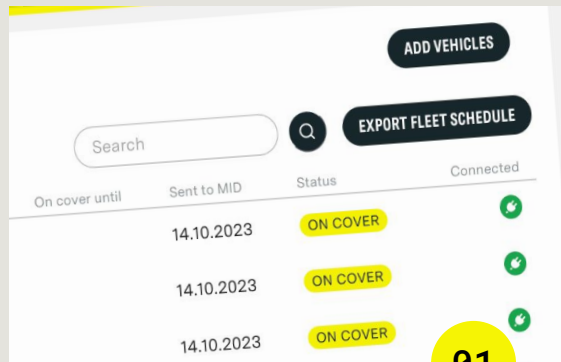 ADD VEHICLES
Search
EXPORT FLEET SCHEDULE
On cover until Sent to MID Status Connected
14.10.2023 ON COVER
14.10.2023 ON COVER
14.10.2023 ON COVER
01